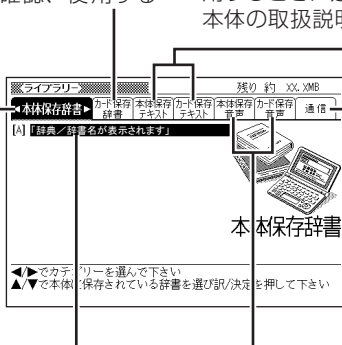 確認、使用する
本体の取扱説明
ライブラリー 残り 約 XX.XMB
本体保存辞書 カード保存辞書 本体保存テキスト カード保存テキスト 本体保存音声 カード保存音声 通信
[A] 「辞典／辞書名が表示されます」
本体保存辞書
◀/▶でカテゴリーを選んで下さい
▲/▼で本体に保存されている辞書を選び訳/決定を押して下さい